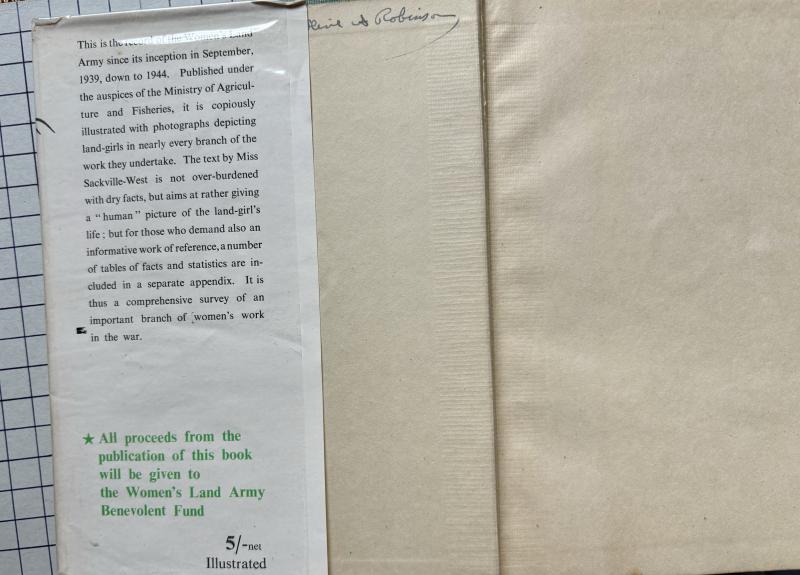 This is the record of the Women's Land
Army since its inception in September,
1939, down to 1944. Published under
the auspices of the Ministry of Agricul-
ture and Fisheries, it is copiously
illustrated with photographs depicting
land-girls in nearly every branch of the
work they undertake. The text by Miss
Sackville-West is not over-burdened
with dry facts, but aims at rather giving
a "human" picture of the land-girl's
life; but for those who demand also an
informative work of reference, a number
of tables of facts and statistics are in-
cluded in a separate appendix. It is
thus a comprehensive survey of an
important branch of women's work
in the war.
★ All proceeds from the
publication of this book
will be given to
the Women's Land Army
Benevolent Fund
5/-net
Illustrated
Robinson